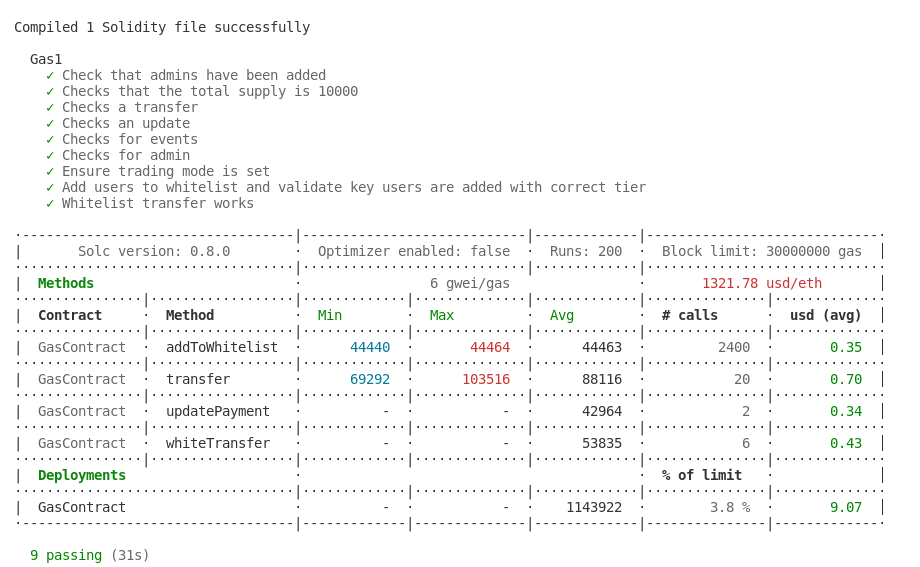 Compiled 1 Solidity file successfully
Gas1
✓ Check that admins have been added
✓ Checks that the total supply is 10000
✓ Checks a transfer
✓ Checks an update
✓ Checks for events
✓ Checks for admin
✓ Ensure trading mode is set
✓ Add users to whitelist and validate key users are added with correct tier
✓ Whitelist transfer works
·----------------------------------|----------------------------|-------------|-----------------------------·
| Solc version: 0.8.0 · Optimizer enabled: false · Runs: 200 · Block limit: 30000000 gas |
··································|····························|·············|······························
| Methods · 6 gwei/gas · 1321.78 usd/eth |
················|··················|·············|··············|·············|···············|··············
| Contract · Method · Min · Max · Avg · # calls · usd (avg) |
················|··················|·············|··············|·············|···············|··············
| GasContract · addToWhitelist · 44440 · 44464 · 44463 · 2400 · 0.35 |
················|··················|·············|··············|·············|···············|··············
| GasContract · transfer · 69292 · 103516 · 88116 · 20 · 0.70 |
················|··················|·············|··············|·············|···············|··············
| GasContract · updatePayment · - · - · 42964 · 2 · 0.34 |
················|··················|·············|··············|·············|···············|··············
| GasContract · whiteTransfer · - · - · 53835 · 6 · 0.43 |
················|··················|·············|··············|·············|···············|··············
| Deployments · · % of limit · |
···································|·············|··············|·············|···············|··············
| GasContract · - · - · 1143922 · 3.8 % · 9.07 |
·----------------------------------|-------------|--------------|-------------|---------------|-------------·
9 passing (31s)